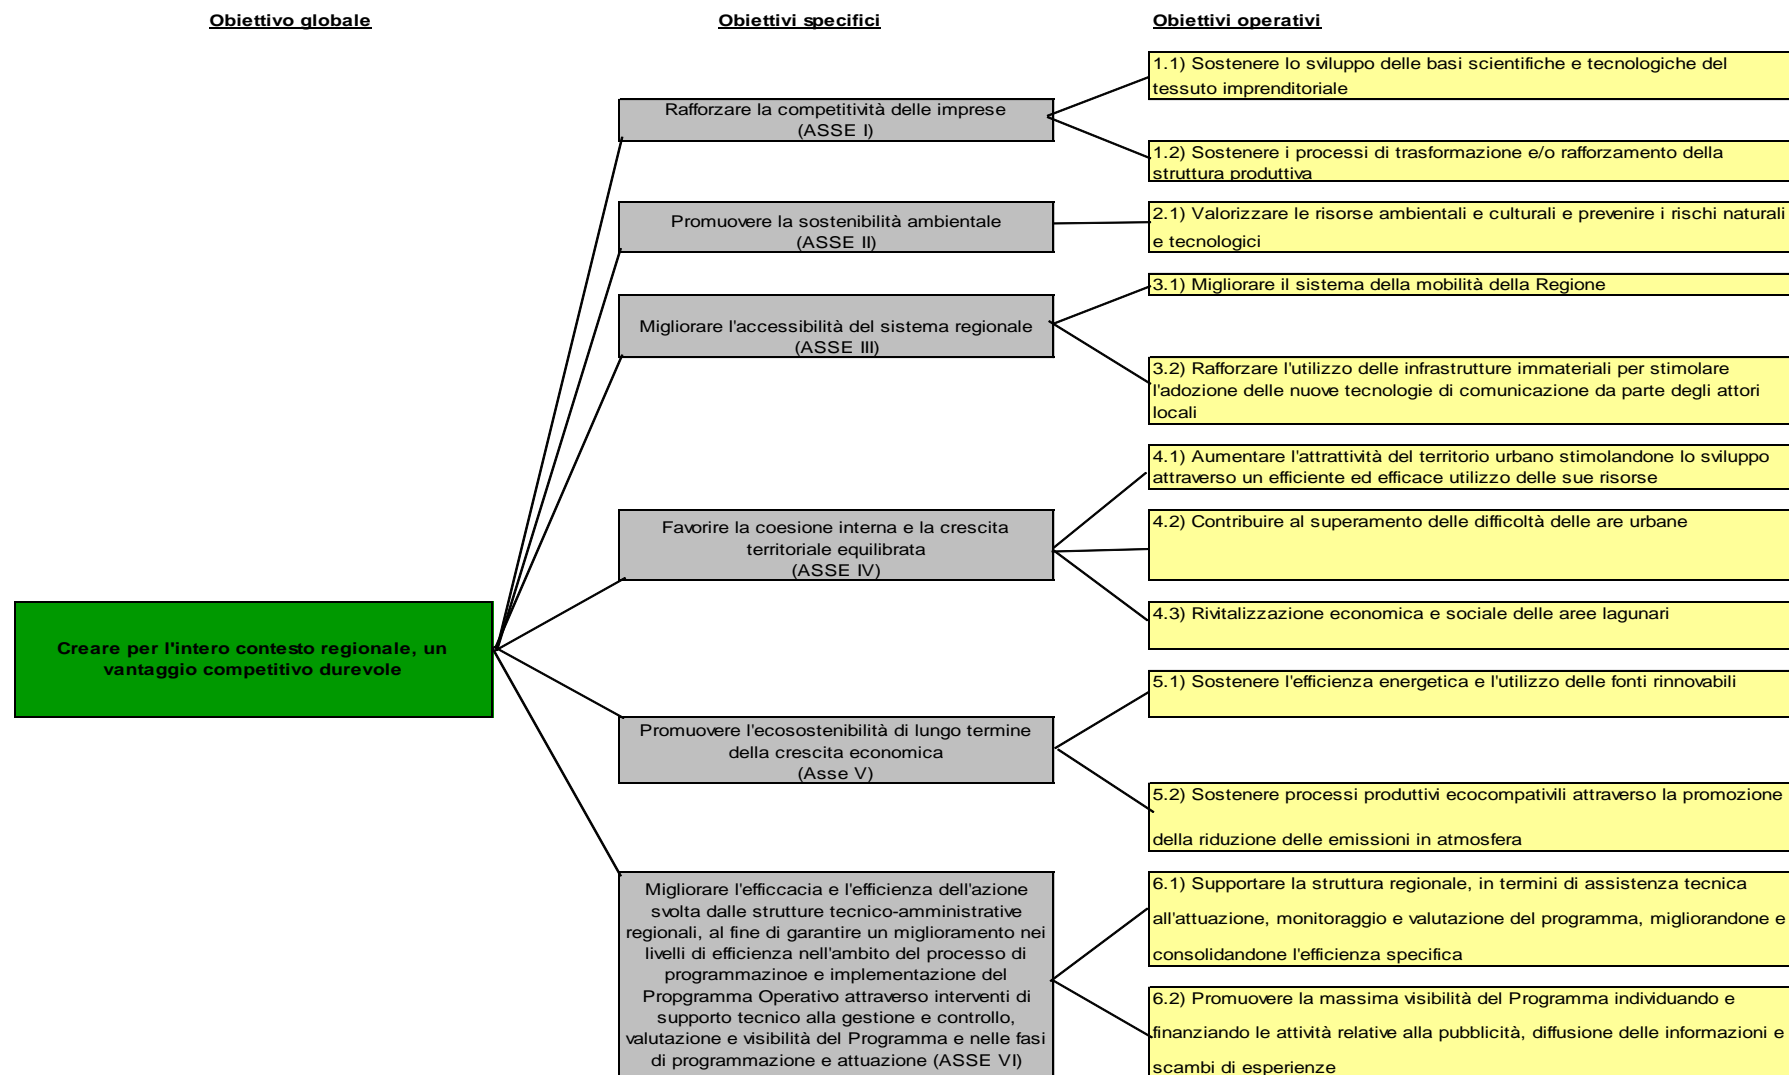 Obiettivo globale
Obiettivi specifici
Obiettivi operativi
Creare per l'intero contesto regionale, un
vantaggio competitivo durevole
Rafforzare la competitività delle imprese
(ASSE I)
1.1) Sostenere lo sviluppo delle basi scientifiche e tecnologiche del
tessuto imprenditoriale
1.2) Sostenere i processi di trasformazione e/o rafforzamento della
struttura produttiva
Promuovere la sostenibilità ambientale
(ASSE II)
2.1) Valorizzare le risorse ambientali e culturali e prevenire i rischi naturali
e tecnologici
Migliorare l'accessibilità del sistema regionale
(ASSE III)
3.1) Migliorare il sistema della mobilità della Regione
3.2) Rafforzare l'utilizzo delle infrastrutture immateriali per stimolare
l'adozione delle nuove tecnologie di comunicazione da parte degli attori
locali
Favorire la coesione interna e la crescita
territoriale equilibrata
(ASSE IV)
4.1) Aumentare l'attrattività del territorio urbano stimolandone lo sviluppo
attraverso un efficiente ed efficace utilizzo delle sue risorse
4.2) Contribuire al superamento delle difficoltà delle are urbane
4.3) Rivitalizzazione economica e sociale delle aree lagunari
Promuovere l'ecosostenibilità di lungo termine
della crescita economica
(Asse V)
5.1) Sostenere l'efficienza energetica e l'utilizzo delle fonti rinnovabili
5.2) Sostenere processi produttivi ecocompativili attraverso la promozione
della riduzione delle emissioni in atmosfera
Migliorare l'efficcacia e l'efficienza dell'azione
svolta dalle strutture tecnico-amministrative
regionali, al fine di garantire un miglioramento nei
livelli di efficienza nell'ambito del processo di
programmazinoe e implementazione del
Propgramma Operativo attraverso interventi di
supporto tecnico alla gestione e controllo,
valutazione e visibilità del Programma e nelle fasi
di programmazione e attuazione (ASSE VI)
6.1) Supportare la struttura regionale, in termini di assistenza tecnica
all'attuazione, monitoraggio e valutazione del programma, migliorandone e
consolidandone l'efficienza specifica
6.2) Promuovere la massima visibilità del Programma individuando e
finanziando le attività relative alla pubblicità, diffusione delle informazioni e
scambi di esperienze